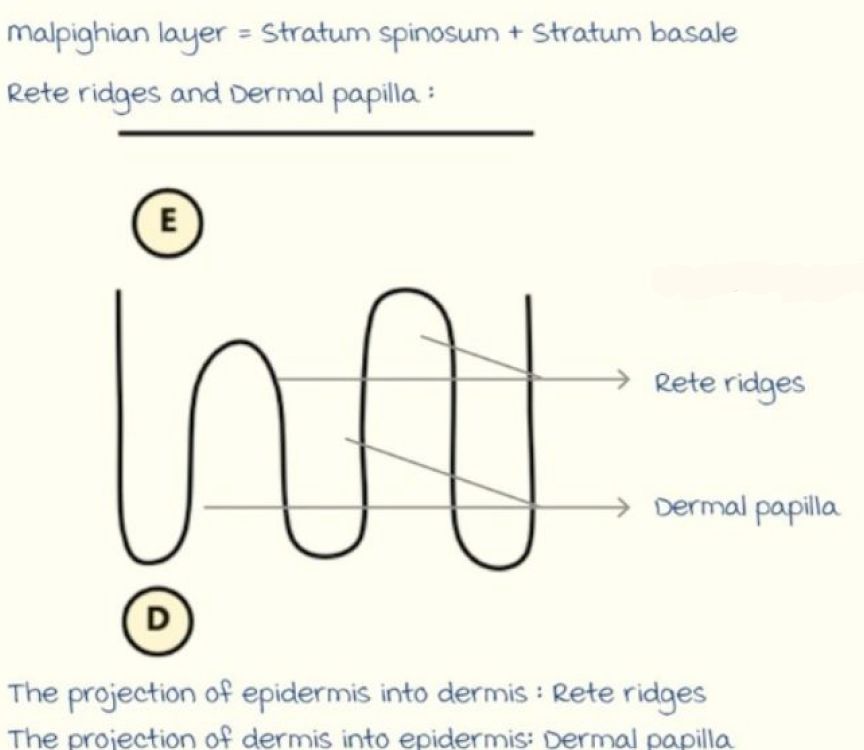 malpighian layer = Stratum spinosum + Stratum basale
Rete ridges and Dermal papilla :
E
Rete ridges
Dermal papilla
D
The projection of epidermis into dermis : Rete ridges
The projection of dermis into epidermis: Dermal papilla